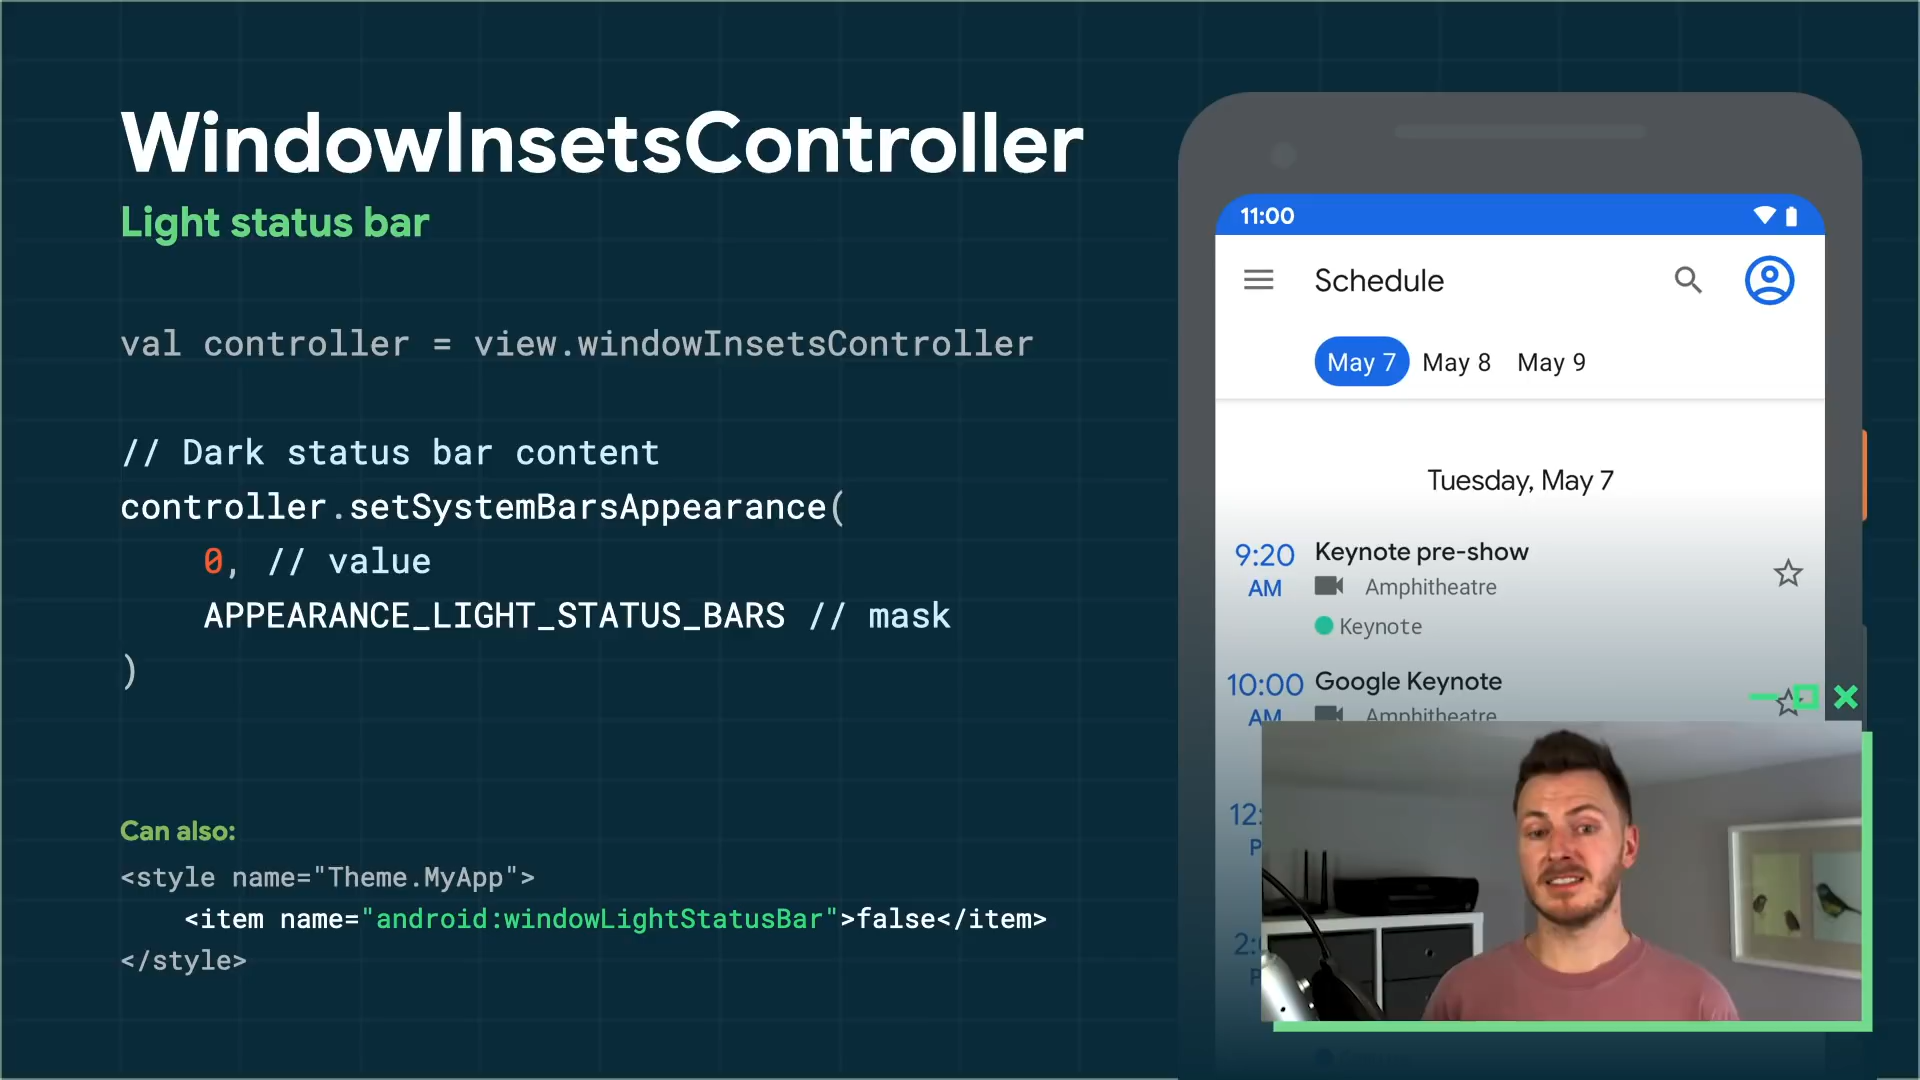 WindowInsetsController
Light status bar
val controller = view.windowInsetsController
// Dark status bar content
controller.setSystemBarsAppearance(
0, // value
APPEARANCE_LIGHT_STATUS_BARS // mask
)
Can also:
<style name="Theme.MyApp">
<item name="android:windowLightStatusBar">false</item>
</style>
11:00
Schedule
May 7 May 8 May 9
Tuesday, May 7
9:20 AM
Keynote pre-show
Amphitheatre
Keynote
10:00 AM
Google Keynote
Amphitheatre
12:
P
2:
P